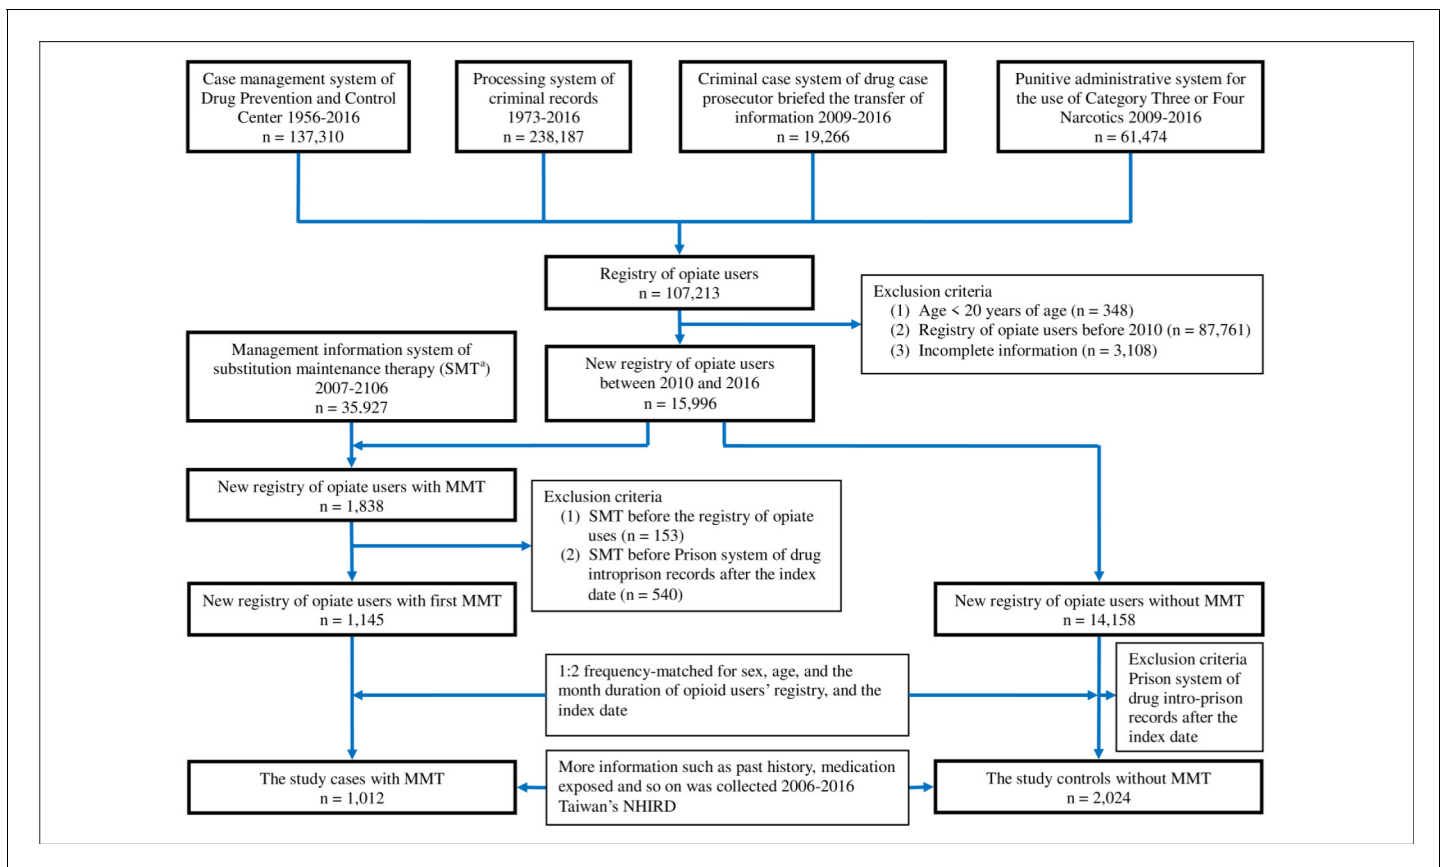 Case management system of
Drug Prevention and Control
Center 1956-2016
n = 137,310
Processing system of
criminal records
1973-2016
n = 238,187
Criminal case system of drug case
prosecutor briefed the transfer of
information 2009-2016
n = 19,266
Punitive administrative system for
the use of Category Three or Four
Narcotics 2009-2016
n = 61,474
Registry of opiate users
n = 107,213
Exclusion criteria
(1) Age < 20 years of age (n = 348)
(2) Registry of opiate users before 2010 (n = 87,761)
(3) Incomplete information (n = 3,108)
Management information system of
substitution maintenance therapy (SMTᵃ)
2007-2106
n = 35,927
New registry of opiate users
between 2010 and 2016
n = 15,996
New registry of opiate users with MMT
n = 1,838
Exclusion criteria
(1) SMT before the registry of opiate
uses (n = 153)
(2) SMT before Prison system of drug
introprison records after the index
date (n = 540)
New registry of opiate users with first MMT
n = 1,145
New registry of opiate users without MMT
n = 14,158
1:2 frequency-matched for sex, age, and the
month duration of opioid users’ registry, and the
index date
Exclusion criteria
Prison system of
drug intro-prison
records after the
index date
The study cases with MMT
n = 1,012
More information such as past history, medication
exposed and so on was collected 2006-2016
Taiwan’s NHIRD
The study controls without MMT
n = 2,024